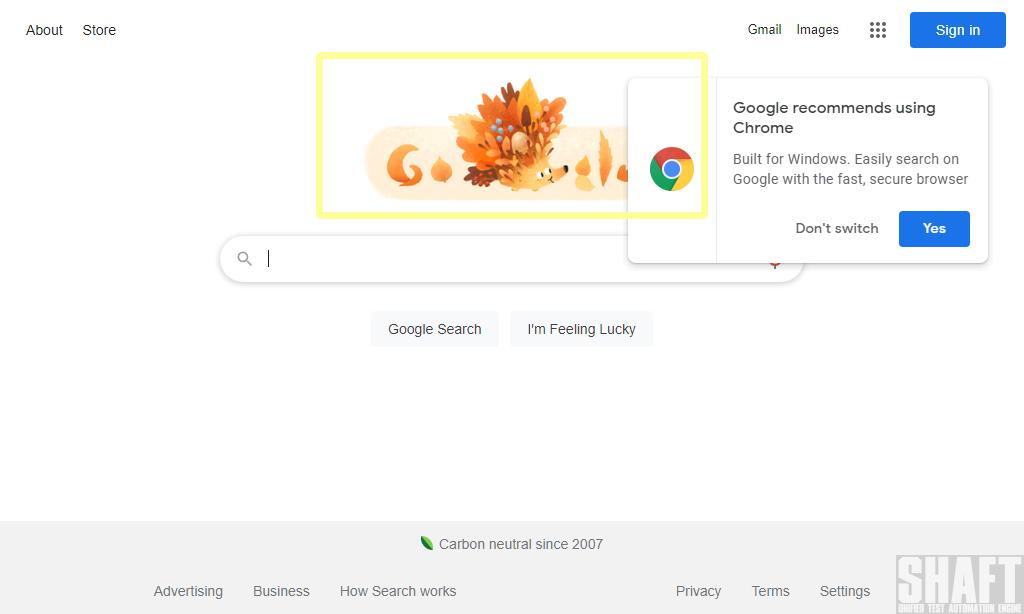 About Store
Gmail Images
Sign in
Google recommends using
Chrome
Built for Windows. Easily search on
Google with the fast, secure browser
Don't switch
Yes
Google Search
I'm Feeling Lucky
Carbon neutral since 2007
Advertising Business How Search works
Privacy Terms Settings
SHAFT
UNIFIED TEST AUTOMATION ENGINE